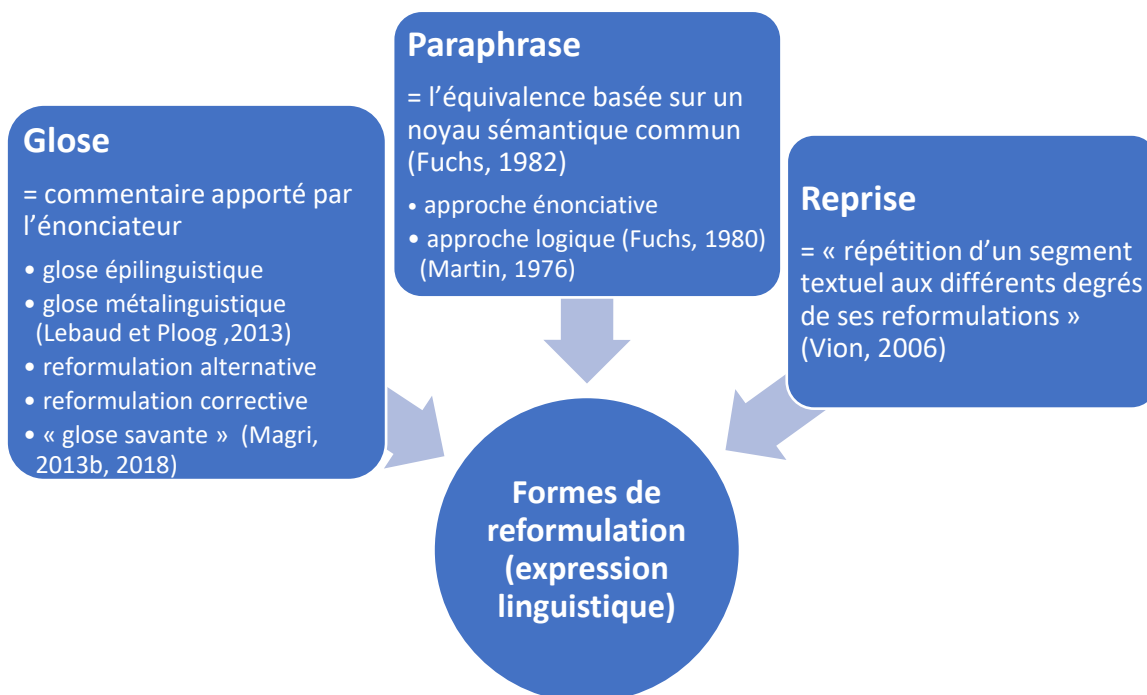 Glose
= commentaire apporté par
l’énonciateur
• glose épilinguistique
• glose métalinguistique
(Lebaud et Ploog ,2013)
• reformulation alternative
• reformulation corrective
• « glose savante » (Magri,
2013b, 2018)
Paraphrase
= l’équivalence basée sur un
noyau sémantique commun
(Fuchs, 1982)
• approche énonciative
• approche logique (Fuchs, 1980)
(Martin, 1976)
Reprise
= « répétition d’un segment
textuel aux différents degrés
de ses reformulations »
(Vion, 2006)
Formes de
reformulation
(expression
linguistique)